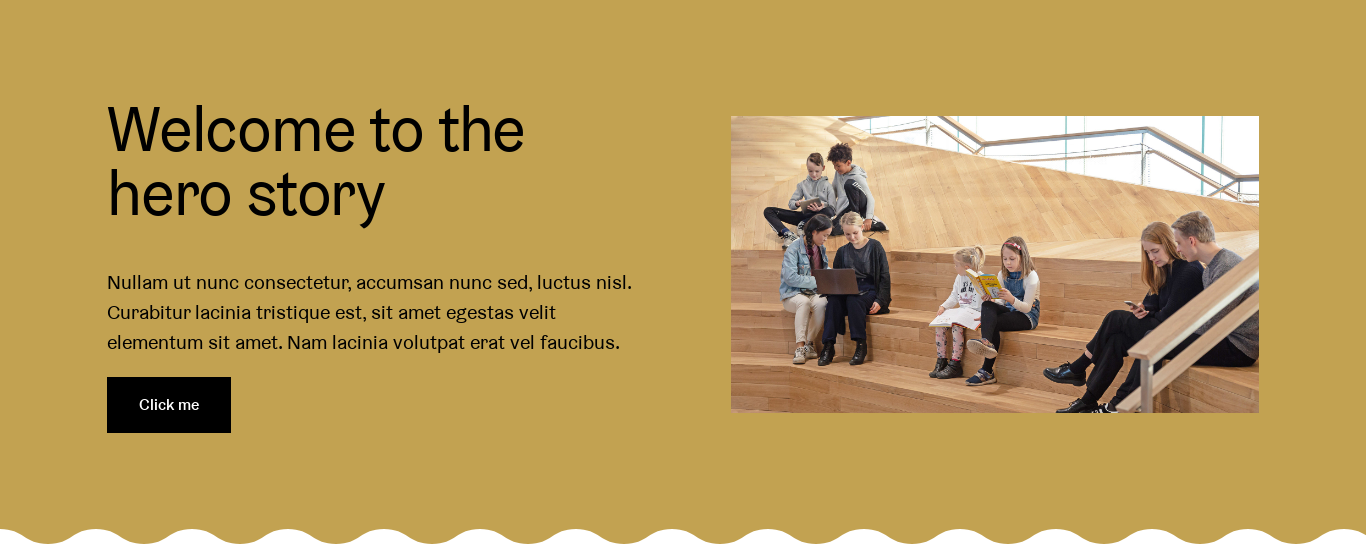 Welcome to the
hero story
Nullam ut nunc consectetur, accumsan nunc sed, luctus nisl.
Curabitur lacinia tristique est, sit amet egestas velit
elementum sit amet. Nam lacinia volutpat erat vel faucibus.
Click me